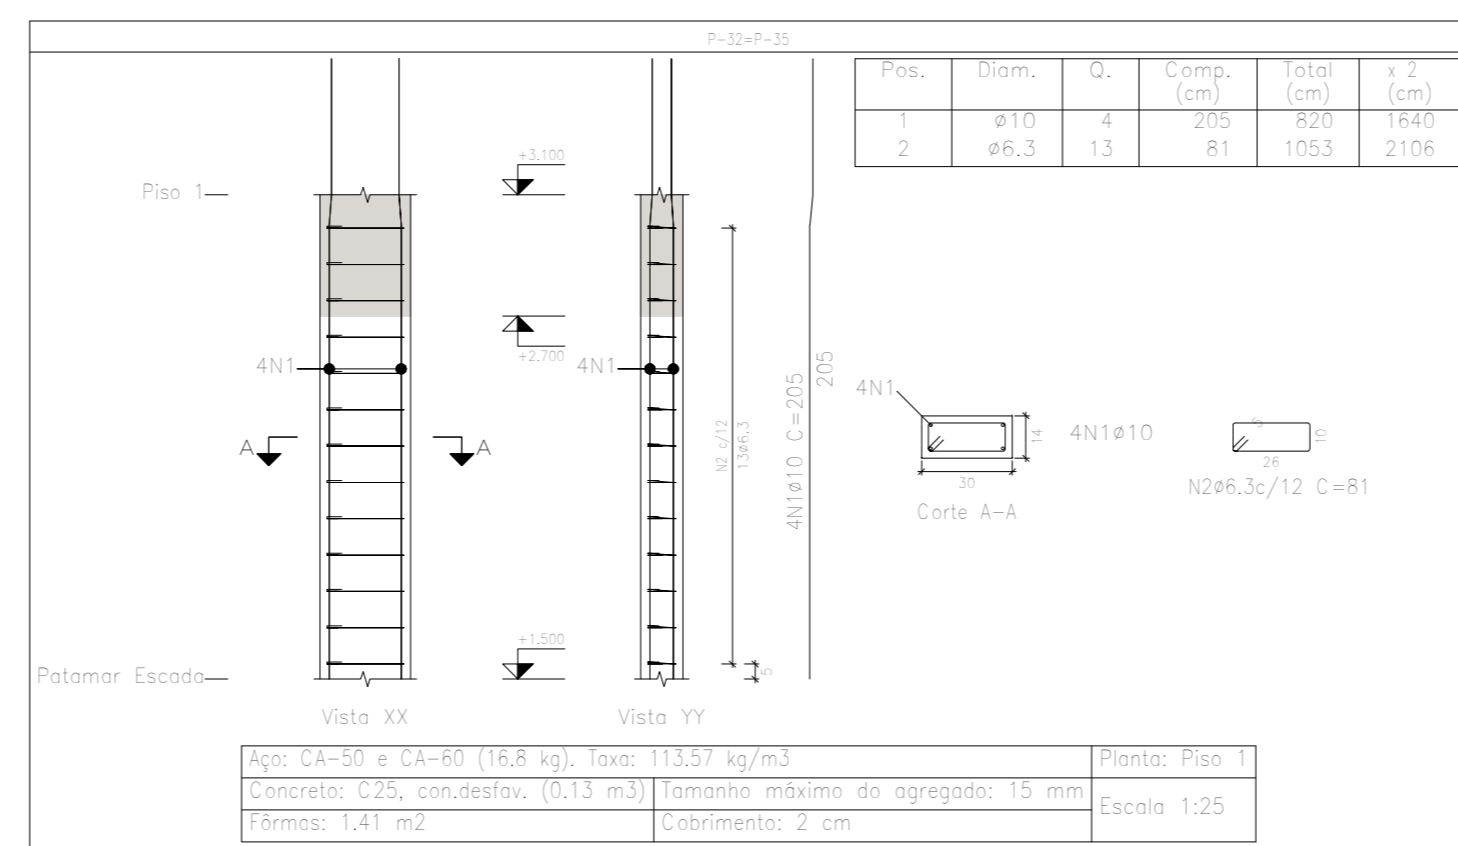 P-32=P-35
Pos. Diam. Q. Comp. (cm) Total (cm) x 2 (cm)
1 ø10 4 205 820 1640
2 ø6.3 13 81 1053 2106
Piso 1
+3.100
+2.700
4N1
4N1
A
A
N2 c/12
13ø6.3
4N1ø10 C=205
205
4N1
14
30
4N1ø10
Corte A-A
5
10
26
N2ø6.3c/12 C=81
+1.500
5
Patamar Escada
Vista XX
Vista YY
Aço: CA-50 e CA-60 (16.8 kg). Taxa: 113.57 kg/m3
Planta: Piso 1
Concreto: C25, con.desfav. (0.13 m3)
Tamanho máximo do agregado: 15 mm
Escala 1:25
Fôrmas: 1.41 m2
Cobrimento: 2 cm